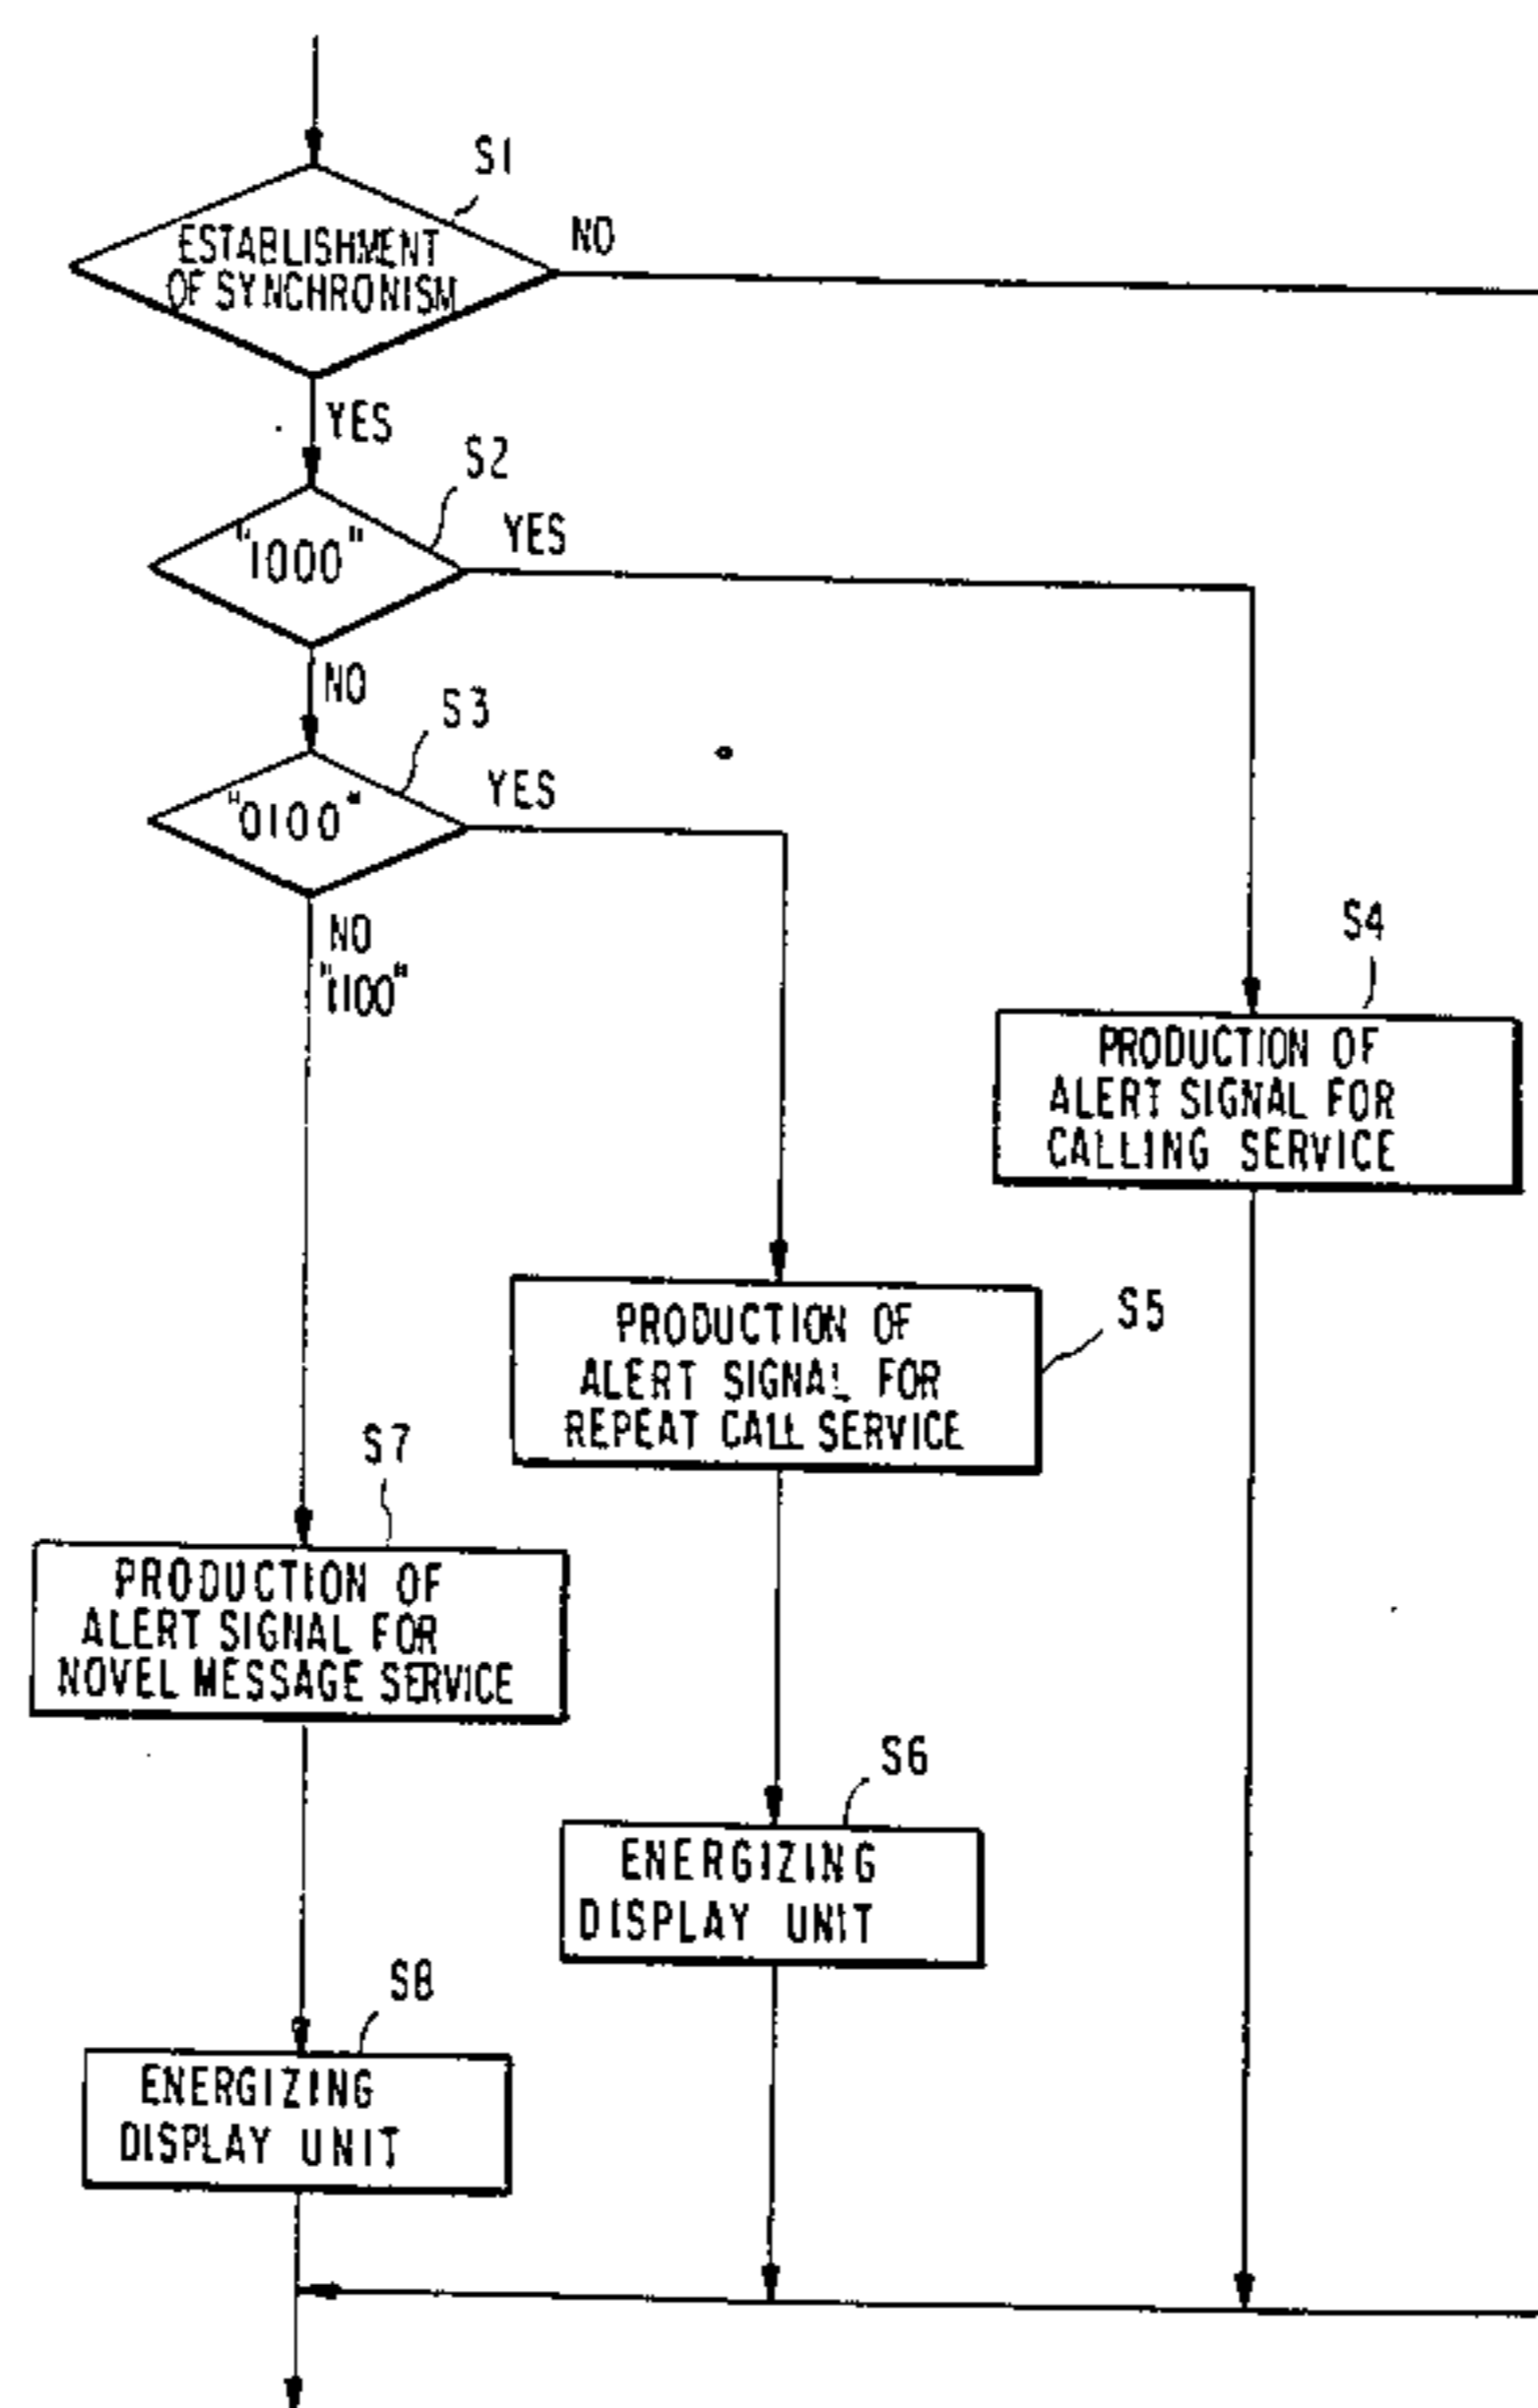 S1
ESTABLISHMENT
OF SYNCHRONISM
NO
YES
S2
"1000"
YES
NO
S3
"0100"
YES
NO
"1100"
S4
PRODUCTION OF
ALERT SIGNAL FOR
CALLING SERVICE
PRODUCTION OF
ALERT SIGNAL FOR
REPEAT CALL SERVICE
S5
S7
PRODUCTION OF
ALERT SIGNAL FOR
NOVEL MESSAGE SERVICE
S6
ENERGIZING
DISPLAY UNIT
S8
ENERGIZING
DISPLAY UNIT